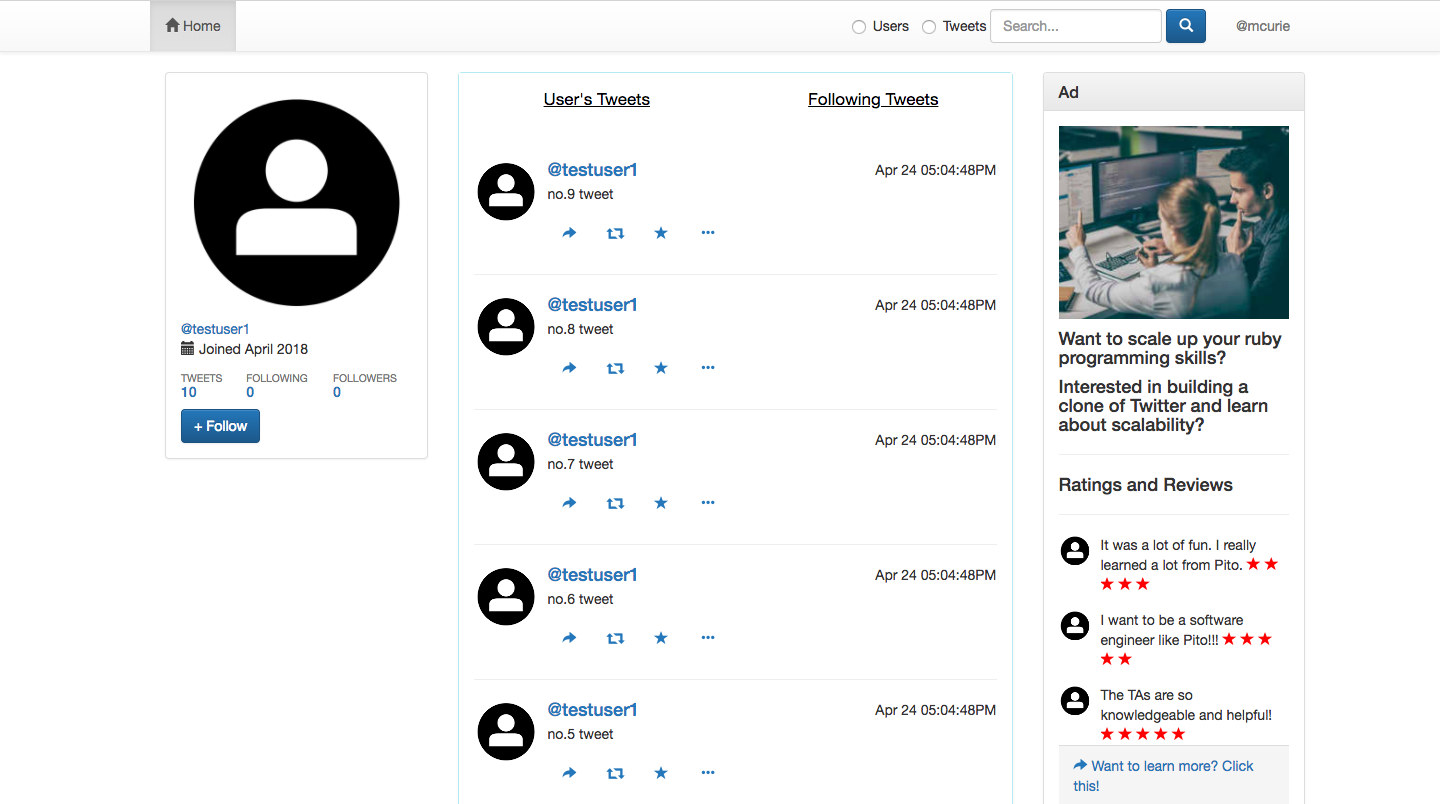 Home
Users Tweets Search... @mcurie
@testuser1
Joined April 2018
TWEETS FOLLOWING FOLLOWERS
10 0 0
+ Follow
User's Tweets Following Tweets
@testuser1 Apr 24 05:04:48PM
no.9 tweet
@testuser1 Apr 24 05:04:48PM
no.8 tweet
@testuser1 Apr 24 05:04:48PM
no.7 tweet
@testuser1 Apr 24 05:04:48PM
no.6 tweet
@testuser1 Apr 24 05:04:48PM
no.5 tweet
Ad
Want to scale up your ruby
programming skills?
Interested in building a
clone of Twitter and learn
about scalability?
Ratings and Reviews
It was a lot of fun. I really
learned a lot from Pito.
I want to be a software
engineer like Pito!!!
The TAs are so
knowledgeable and helpful!
Want to learn more? Click
this!